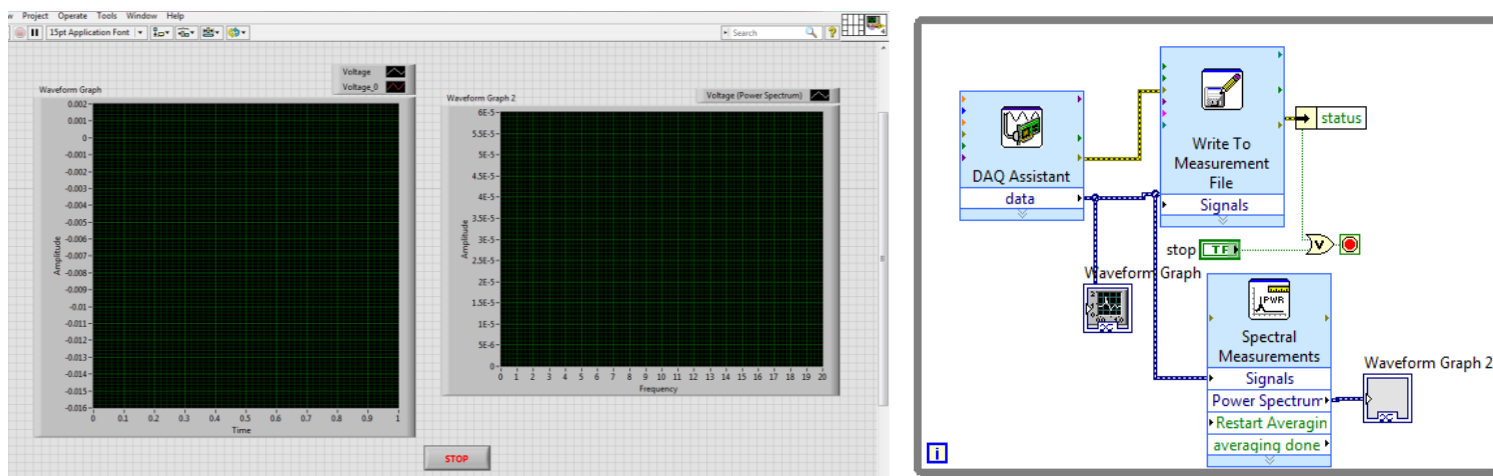 w Project Operate Tools Window Help
15pt Application Font
Search
Waveform Graph
Voltage
Voltage_0
0.002
0.001
0
-0.001
-0.002
-0.003
-0.004
-0.005
-0.006
-0.007
-0.008
-0.009
-0.01
-0.011
-0.012
-0.013
-0.014
-0.015
-0.016
Amplitude
0 0.1 0.2 0.3 0.4 0.5 0.6 0.7 0.8 0.9 1
Time
Waveform Graph 2
Voltage (Power Spectrum)
6E-5
5.5E-5
5E-5
4.5E-5
4E-5
3.5E-5
3E-5
2.5E-5
2E-5
1.5E-5
1E-5
5E-6
0
Amplitude
0 1 2 3 4 5 6 7 8 9 10 11 12 13 14 15 16 17 18 19 20
Frequency
STOP
DAQ Assistant
data
Write To
Measurement
File
Signals
status
stop
TF
V
Waveform Graph
PWR
Spectral
Measurements
Signals
Power Spectrum
Restart Averagin
averaging done
Waveform Graph 2
i